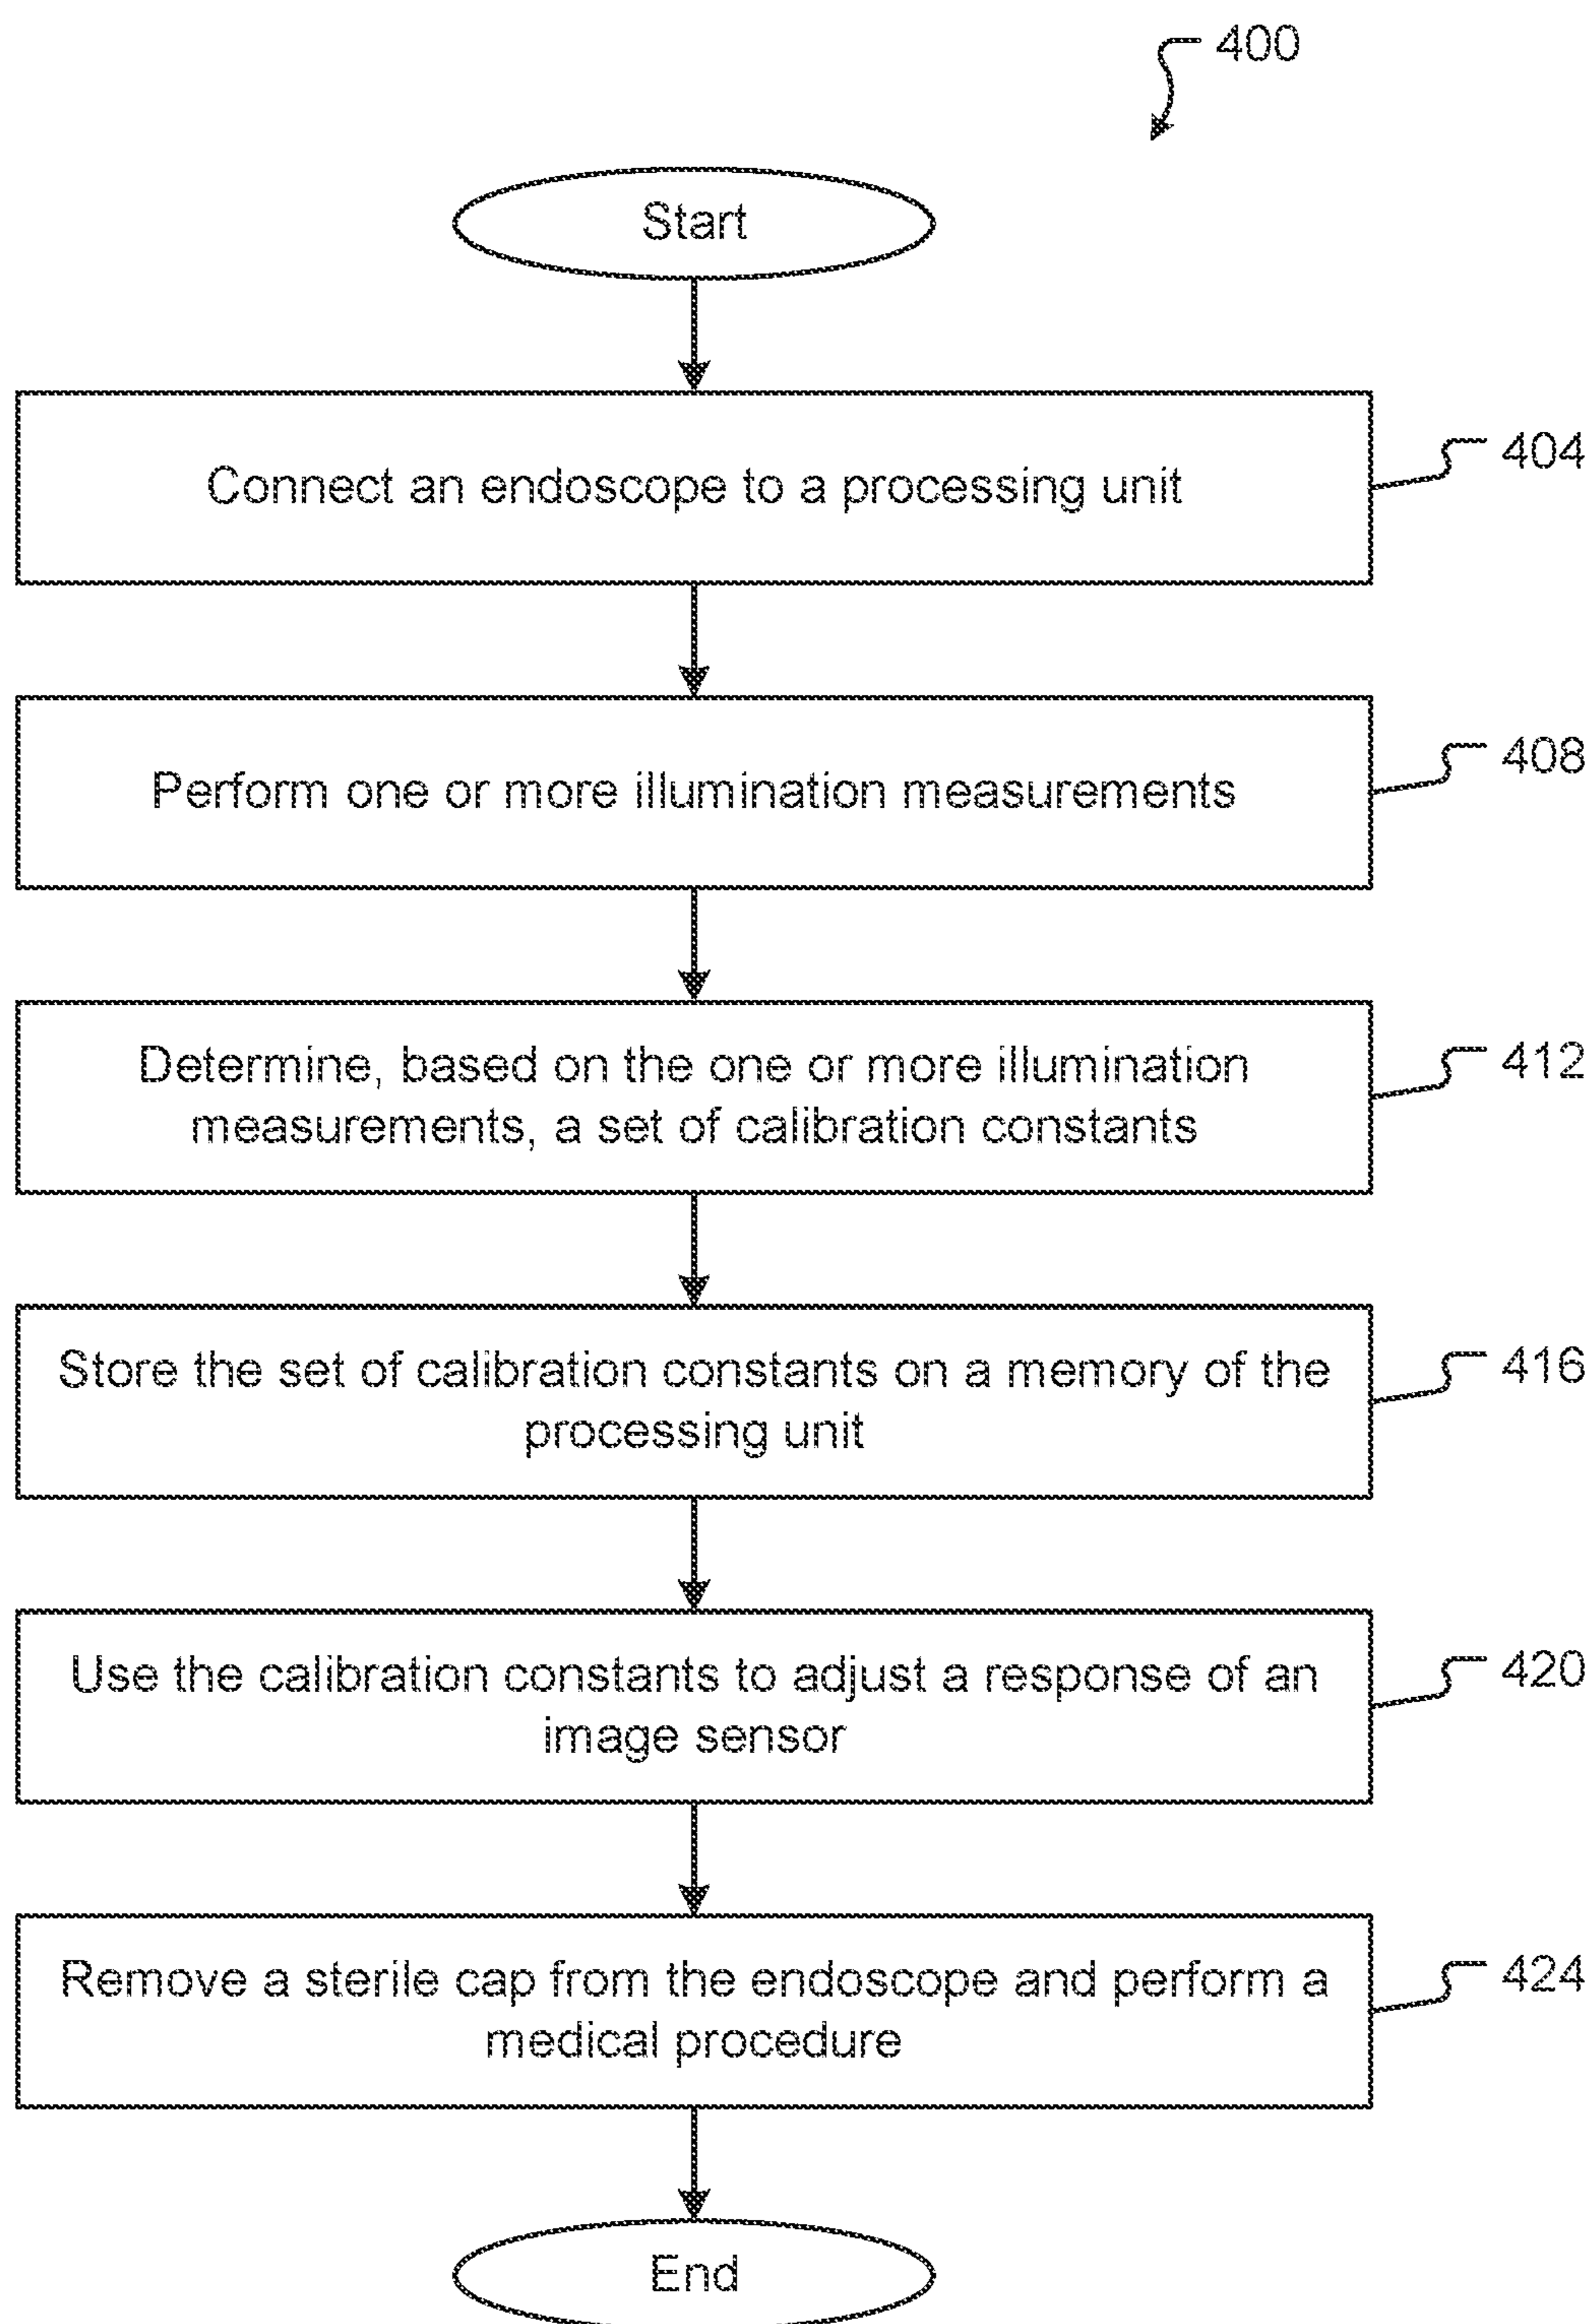 400
Start
Connect an endoscope to a processing unit
404
Perform one or more illumination measurements
408
Determine, based on the one or more illumination
measurements, a set of calibration constants
412
Store the set of calibration constants on a memory of the
processing unit
416
Use the calibration constants to adjust a response of an
image sensor
420
Remove a sterile cap from the endoscope and perform a
medical procedure
424
End